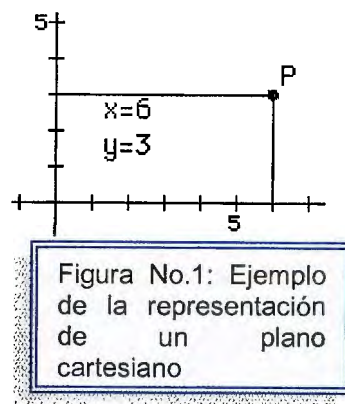 5
P
x=6
y=3
5
Figura No.1: Ejemplo
de la representación
de un plano
cartesiano